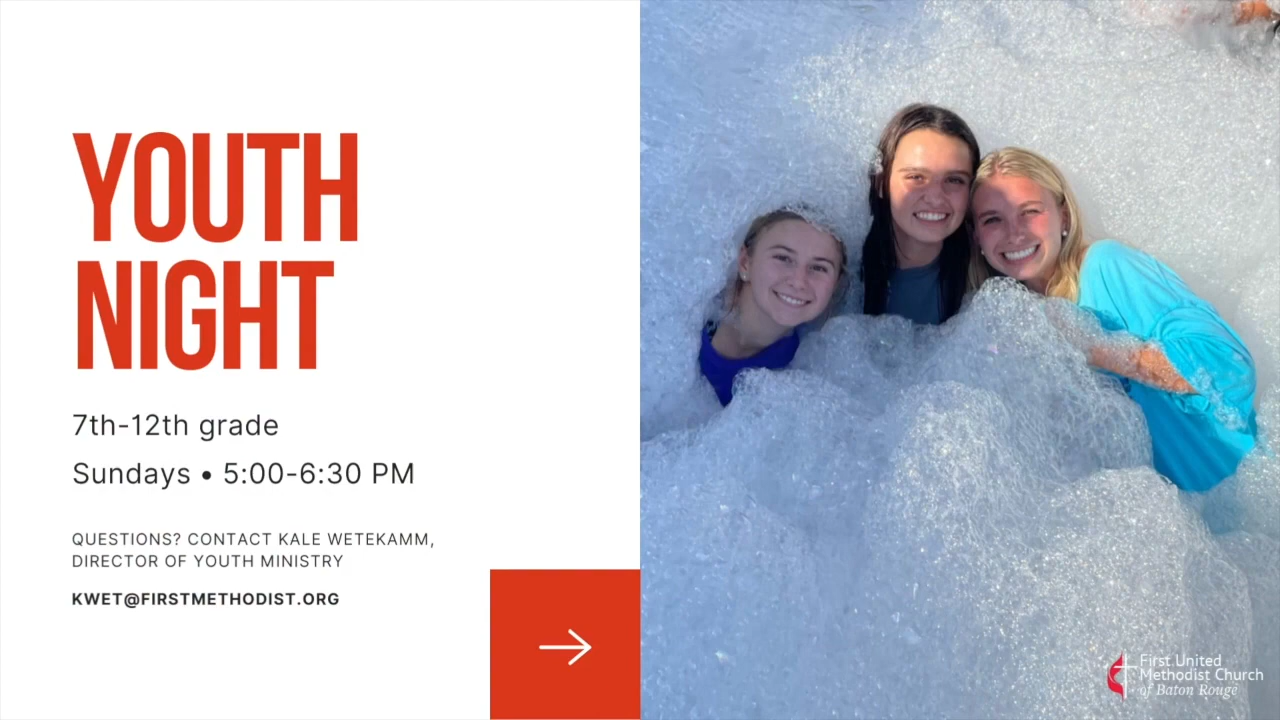 YOUTH
NIGHT
7th-12th grade
Sundays • 5:00-6:30 PM
QUESTIONS? CONTACT KALE WETEKAMM,
DIRECTOR OF YOUTH MINISTRY
KWET@FIRSTMETHODIST.ORG
First United
Methodist Church
of Baton Rouge